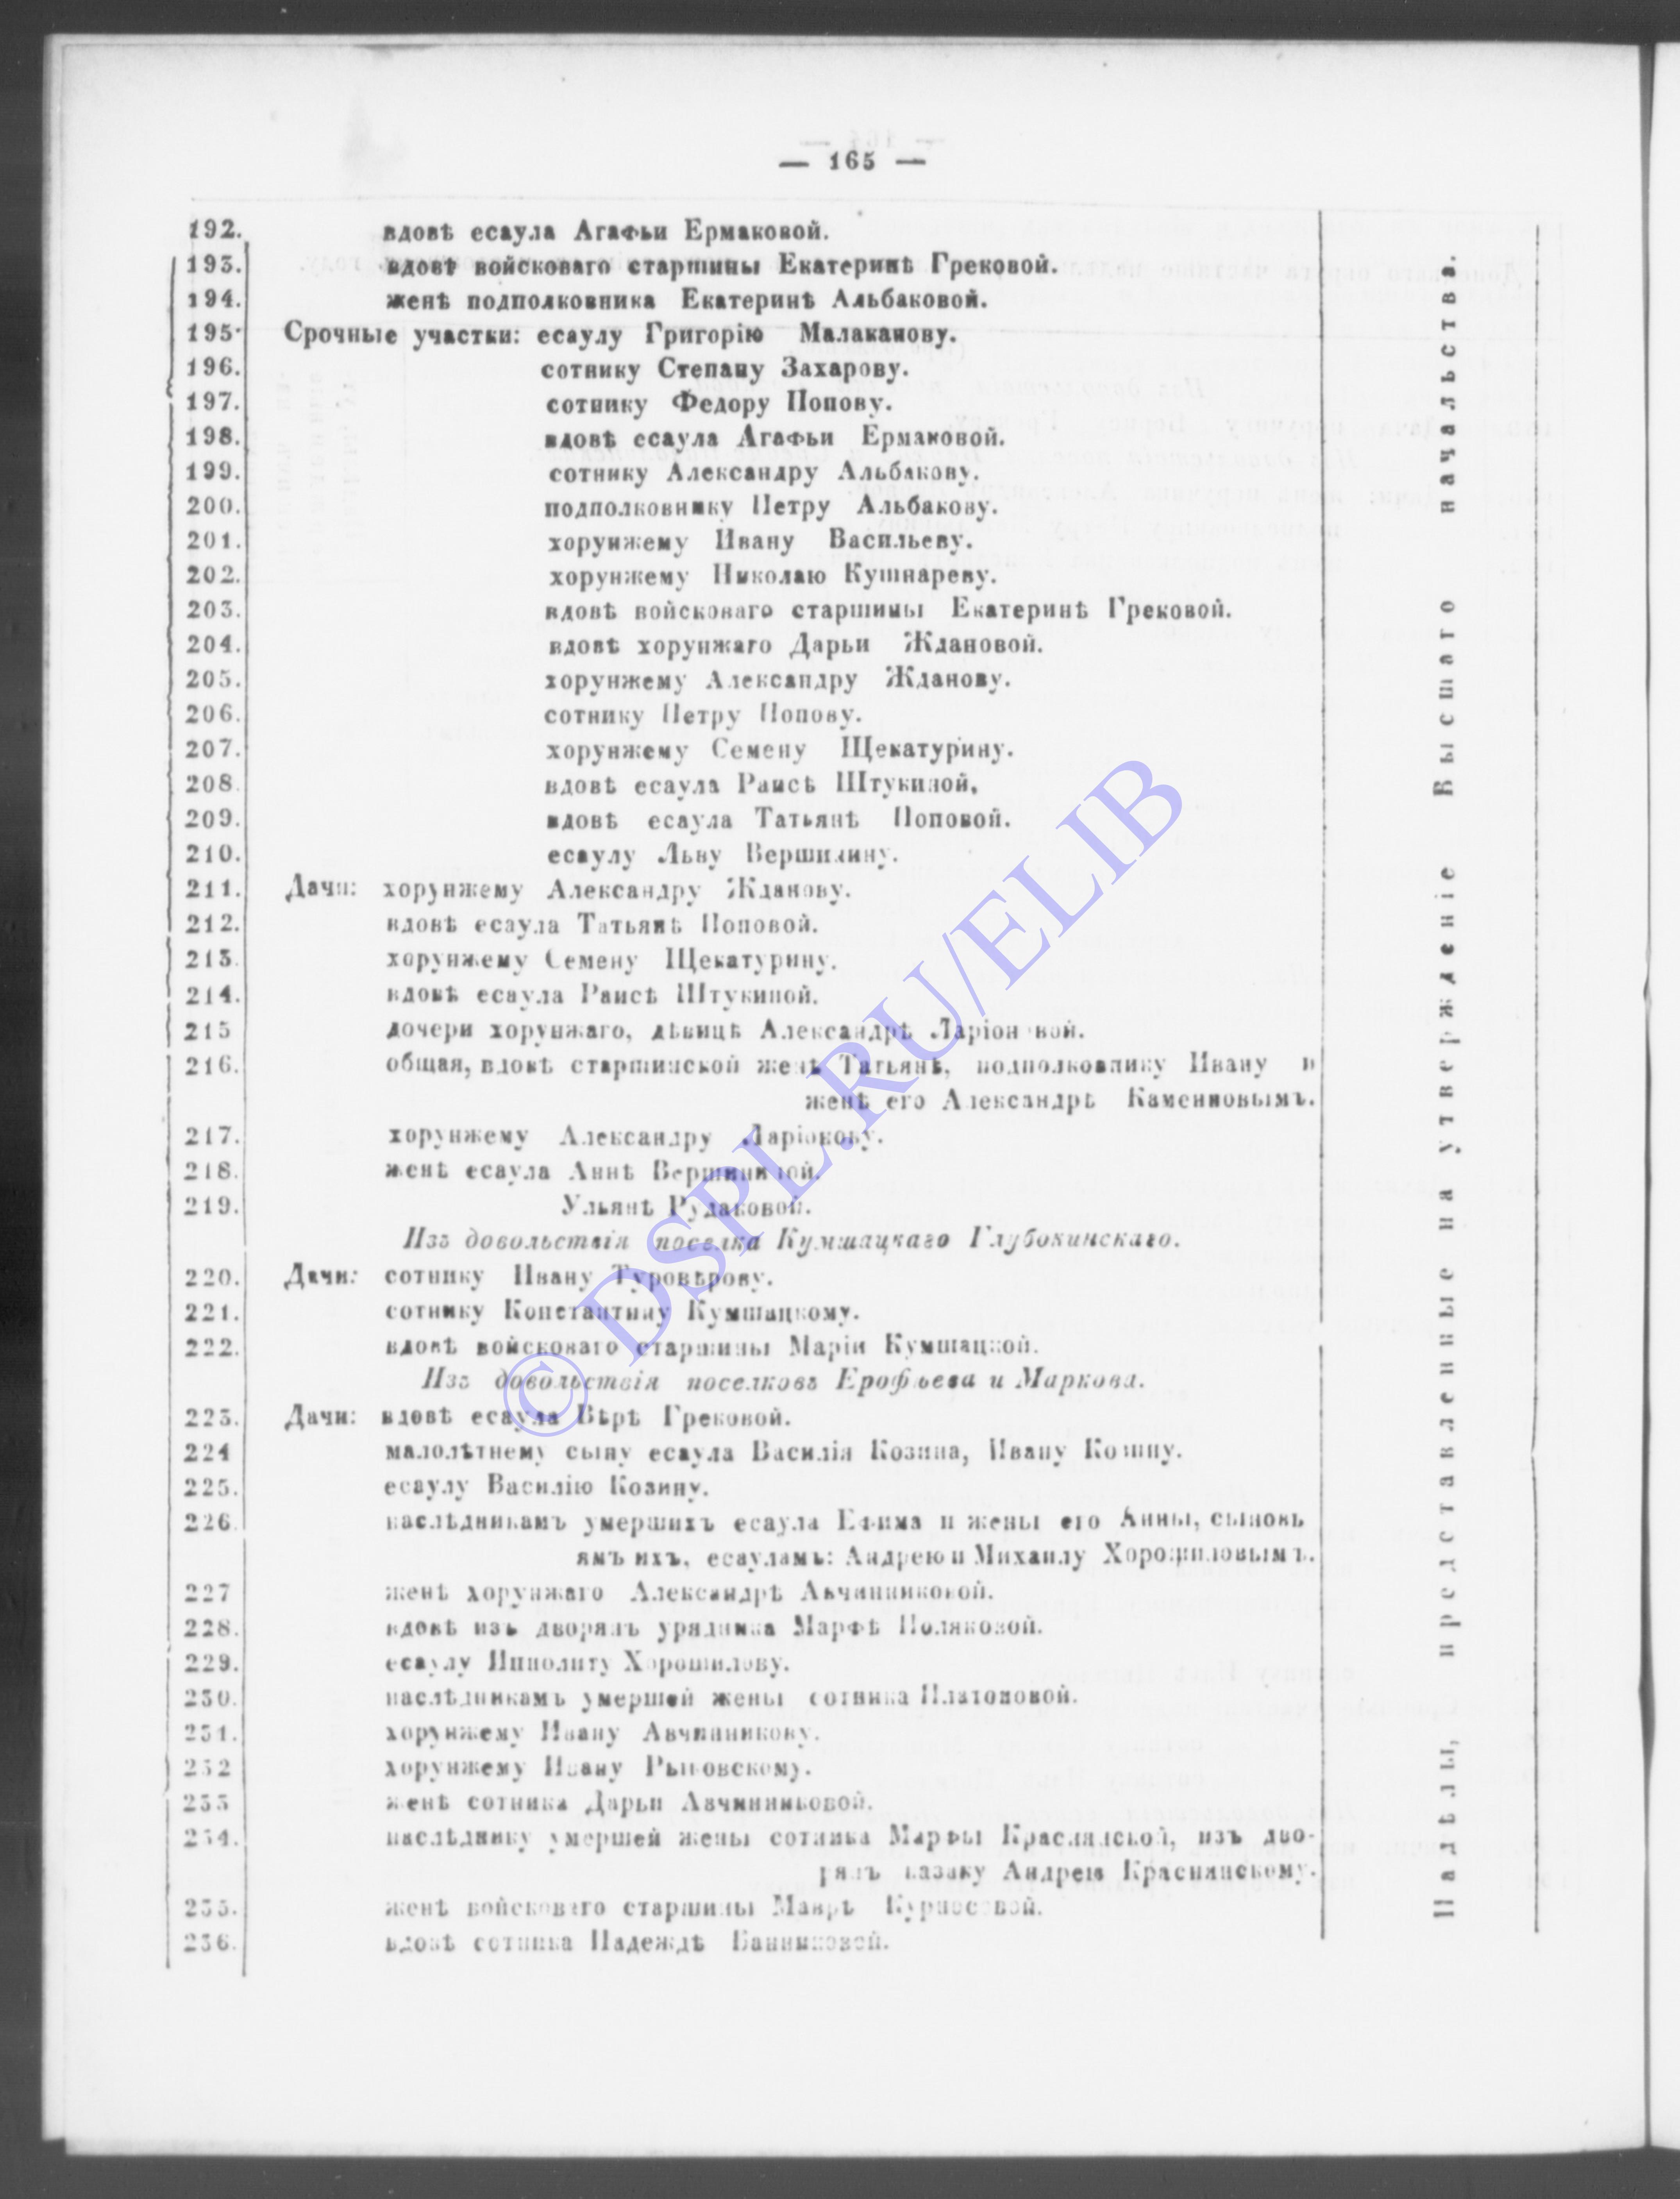 — 165 —
192. вдовѣ есаула Агафьи Ермаковой.
193. вдовѣ войсковаго старшины Екатеринѣ Грековой.
194. женѣ подполковника Екатеринѣ Альбаковой.
195. Срочные участки: есаулу Григорію Малаканову.
196. сотнику Степану Захарову.
197. сотнику Федору Попову.
198. вдовѣ есаула Агафьи Ермаковой.
199. сотнику Александру Альбакову.
200. подполковнику Петру Альбакову.
201. хорунжему Ивану Васильеву.
202. хорунжему Николаю Кушнареву.
203. вдовѣ войсковаго старшины Екатеринѣ Грековой.
204. вдовѣ хорунжаго Дарьи Ждановой.
205. хорунжему Александру Жданову.
206. сотнику Петру Попову.
207. хорунжему Семену Щекатурину.
208. вдовѣ есаула Раисѣ Штукиной,
209. вдовѣ есаула Татьянѣ Поповой.
210. есаулу Льву Вершинину.
211. Дачи: хорунжему Александру Жданову.
212. вдовѣ есаула Татьянѣ Поповой.
213. хорунжему Семену Щекатурину.
214. вдовѣ есаула Раисѣ Штукиной.
215 дочери хорунжаго, дѣвицѣ Александрѣ Ларіоновой.
216. общая, вдовѣ старшинской женѣ Татьянѣ, подполковнику Ивану и
женѣ его Александрѣ Каменновымъ.
217. хорунжему Александру Ларіонову.
218. женѣ есаула Аннѣ Вершининой.
219. Ульянѣ Рудаковой.
Изъ довольствія поселка Кумшацкаго Глубокинскаго.
220. Дачи: сотнику Ивану Туровѣрову.
221. сотнику Константину Кумшацкому.
222. вдовѣ войсковаго старшины Маріи Кумшацкой.
Изъ довольствія поселковъ Ерофѣева и Маркова.
223. Дачи: вдовѣ есаула Вѣрѣ Грековой.
224 малолѣтнему сыну есаула Василія Козина, Ивану Козину.
225. есаулу Василію Козину.
226. наслѣдникамъ умершихъ есаула Ефима и жены его Анны, сыновь
ямъ ихъ, есауламъ: Андрею и Михаилу Хорошиловымъ.
227 женѣ хорунжаго Александрѣ Авчинниковой.
228. вдовѣ изъ дворянъ урядника Марфѣ Поляковой.
229. есаулу Ипполиту Хорошилову.
230. наслѣдникамъ умершей жены сотника Платоновой.
231. хорунжему Ивану Авчинникову.
232 хорунжему Ивану Рыковскому.
233 женѣ сотника Дарьи Авчинниковой.
234. наслѣднику умершей жены сотника Марфы Краснянской, изъ дво-
рянъ казаку Андрею Краснянскому.
235. женѣ войсковаго старшины Маврѣ Курносовой.
236. вдовѣ сотника Надеждѣ Банниковой.
Надѣлы, представленные на утвержденіе Высшаго начальства.
© DSPL.RU/ELIB